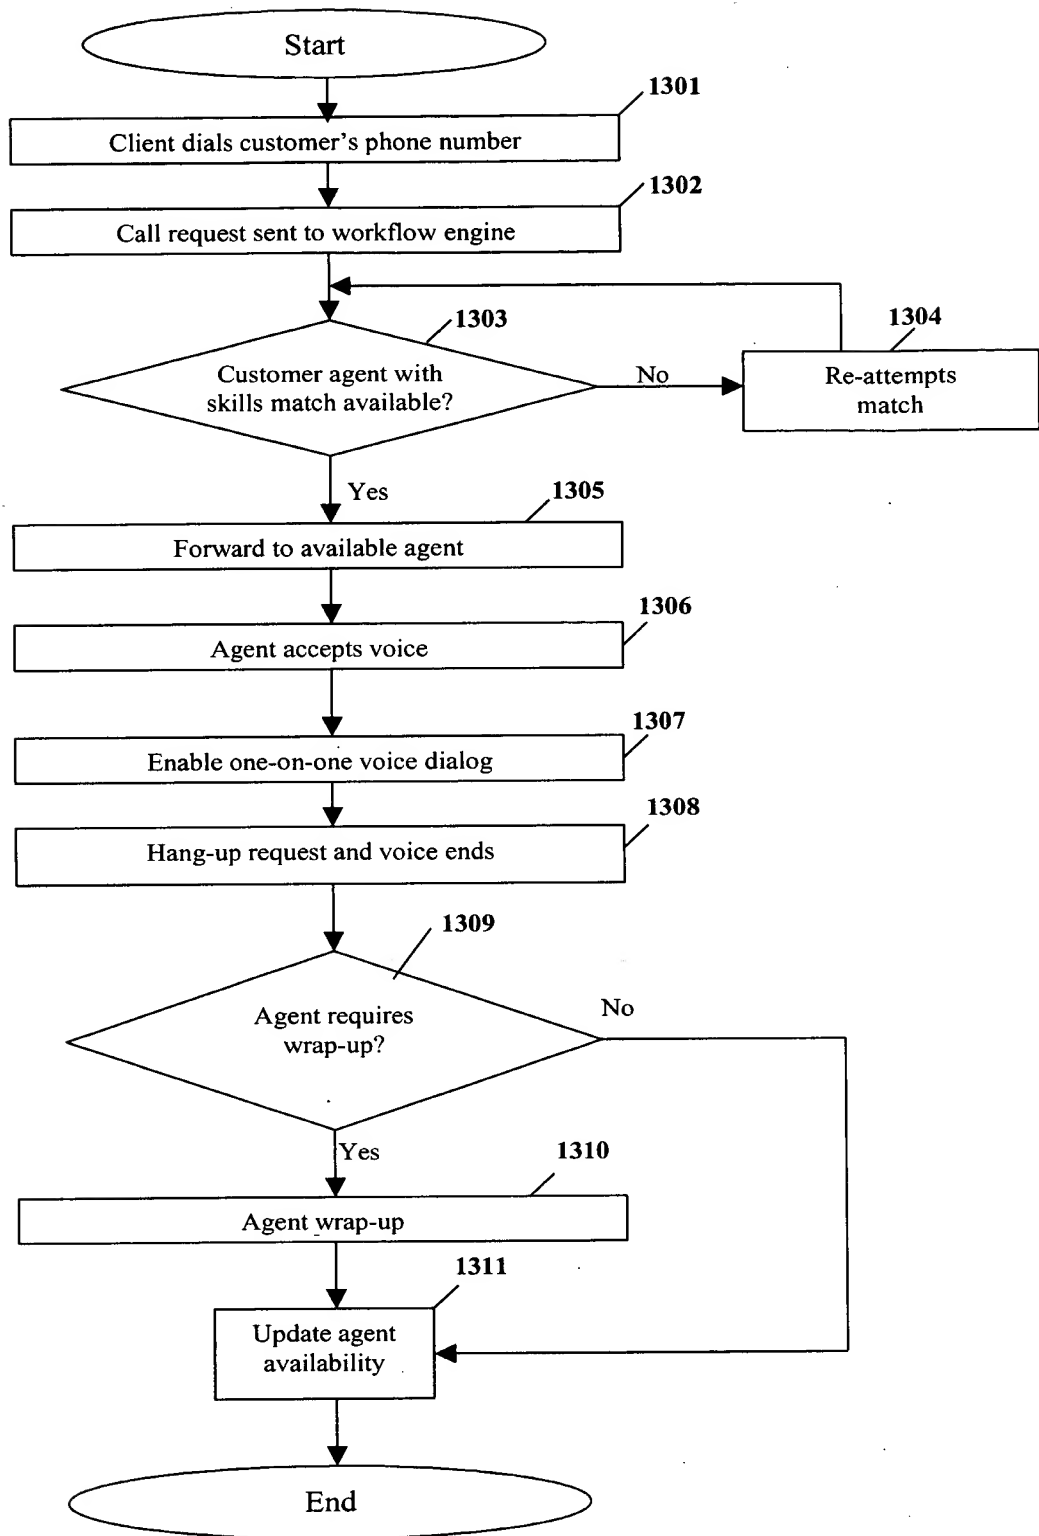 Start
1301
Client dials customer's phone number
1302
Call request sent to workflow engine
1303
Customer agent with
skills match available?
No
1304
Re-attempts
match
Yes
1305
Forward to available agent
1306
Agent accepts voice
1307
Enable one-on-one voice dialog
1308
Hang-up request and voice ends
1309
Agent requires
wrap-up?
No
Yes
1310
Agent wrap-up
1311
Update agent
availability
End